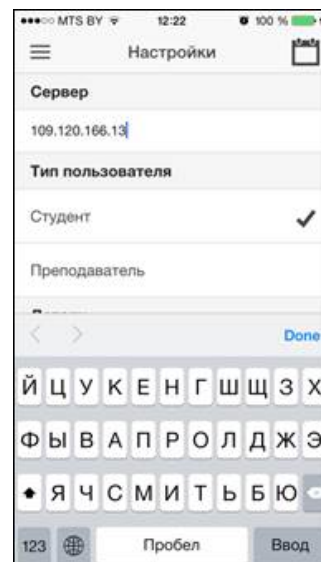 MTS BY 12:22 100 %
Настройки
Сервер
109.120.166.13
Тип пользователя
Студент
Преподаватель
Done
Й Ц У К Е Н Г Ш Щ З Х
Ф Ы В А П Р О Л Д Ж Э
Я Ч С М И Т Ь Б Ю
123 Пробел Ввод